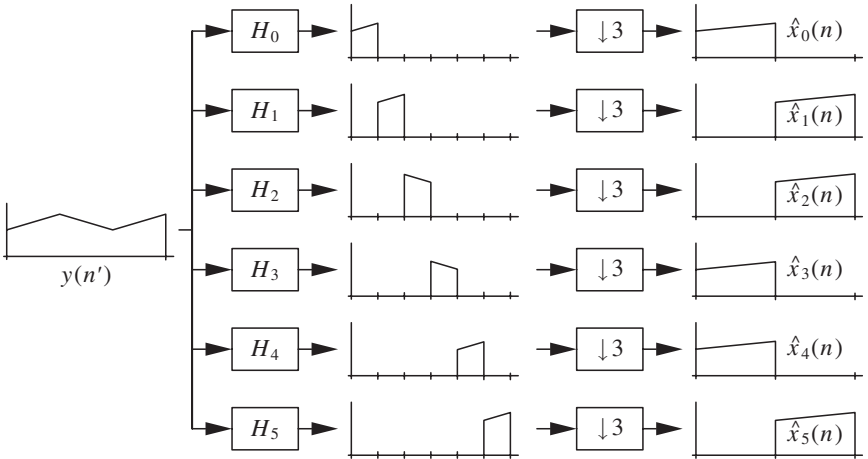 H₀ ↓3 x̂₀(n)
H₁ ↓3 x̂₁(n)
H₂ ↓3 x̂₂(n)
y(n′)
H₃ ↓3 x̂₃(n)
H₄ ↓3 x̂₄(n)
H₅ ↓3 x̂₅(n)